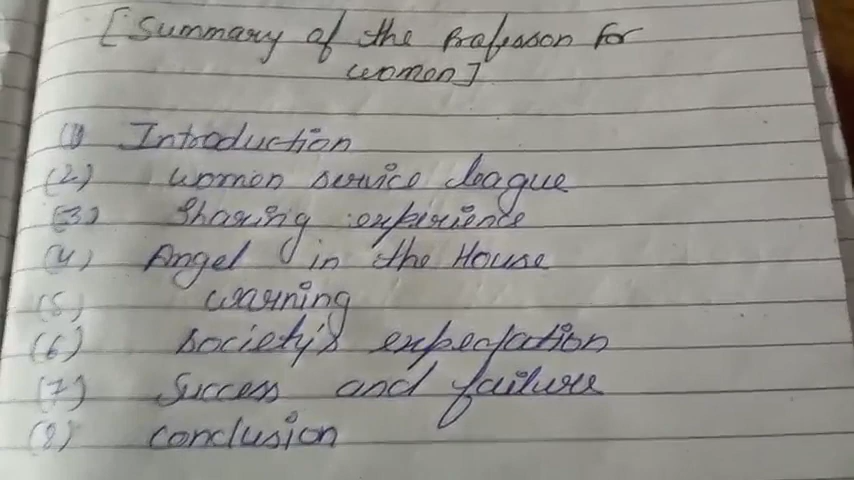 [Summary of the Profession for
women]
(1) Introduction
(2) women service league
(3) Sharing experience
(4) Angel in the House
(5) warning
(6) society's expectation
(7) Success and failure
(8) conclusion